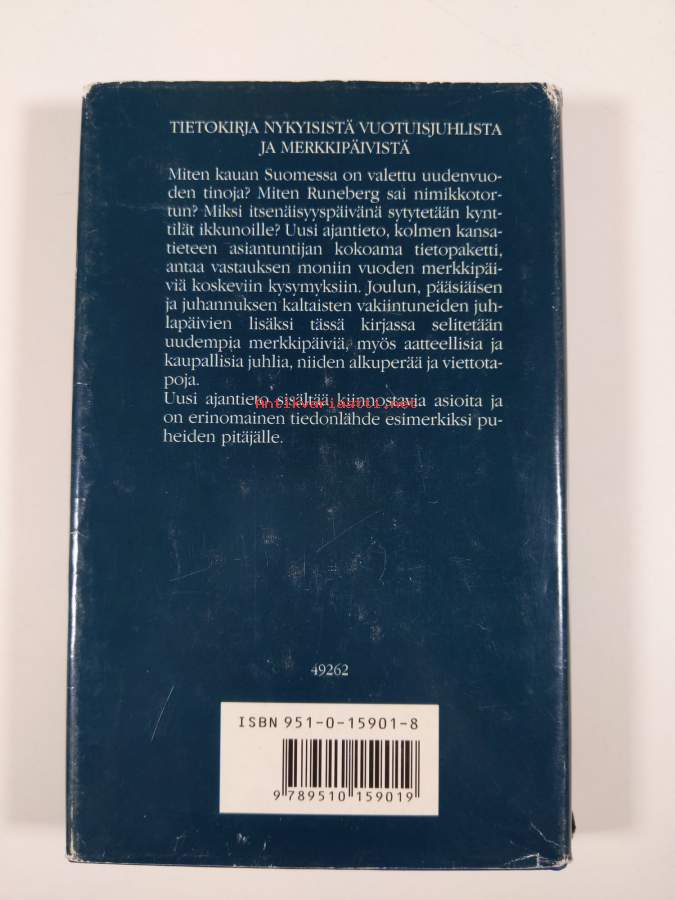 TIETOKIRJA NYKYISISTÄ VUOTUISJUHLISTA
JA MERKKIPÄIVISTÄ
Miten kauan Suomessa on valettu uudenvuo-
den tinoja? Miten Runeberg sai nimikkotor-
tun? Miksi itsenäisyyspäivänä sytytetään kynt-
tilät ikkunoille? Uusi ajantieto, kolmen kansa-
tieteen asiantuntijan kokoama tietopaketti,
antaa vastauksen moniin vuoden merkkipäi-
viä koskeviin kysymyksiin. Joulun, pääsiäisen
ja juhannuksen kaltaisten vakiintuneiden juh-
lapäivien lisäksi tässä kirjassa selitetään
uudempia merkkipäiviä, myös aatteellisia ja
kaupallisia juhlia, niiden alkuperää ja viettota-
poja.
Uusi ajantieto sisältää kiinnostavia asioita ja
Antikvariaatti.net
on erinomainen tiedonlähde esimerkiksi pu-
heiden pitäjälle.
49262
ISBN 951-0-15901-8
9 789510 159019